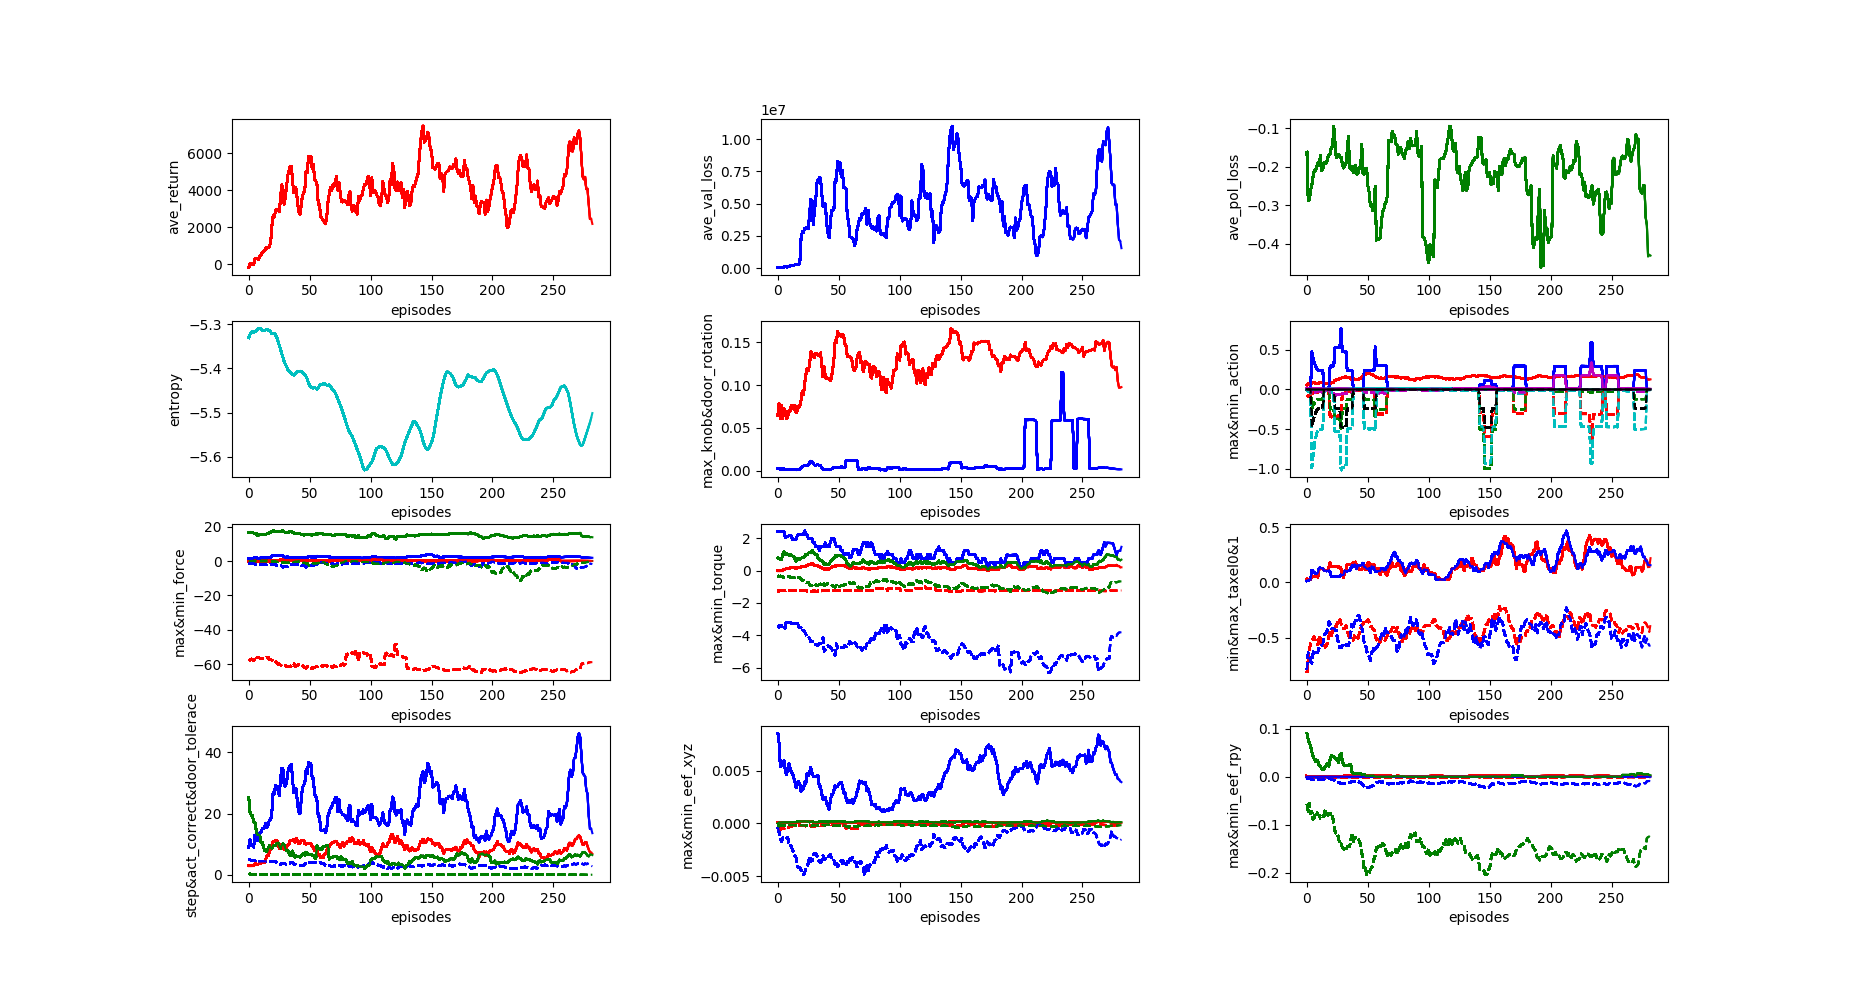 1e7
ave_return
6000
4000
2000
0
0 50 100 150 200 250
episodes
ave_val_loss
1.00
0.75
0.50
0.25
0.00
0 50 100 150 200 250
episodes
ave_pol_loss
−0.1
−0.2
−0.3
−0.4
0 50 100 150 200 250
episodes
entropy
−5.3
−5.4
−5.5
−5.6
0 50 100 150 200 250
episodes
max_knob&door_rotation
0.15
0.10
0.05
0.00
0 50 100 150 200 250
episodes
max&min_action
0.5
0.0
−0.5
−1.0
0 50 100 150 200 250
episodes
max&min_force
20
0
−20
−40
−60
0 50 100 150 200 250
episodes
max&min_torque
2
0
−2
−4
−6
0 50 100 150 200 250
episodes
min&max_taxel0&1
0.5
0.0
−0.5
0 50 100 150 200 250
episodes
step&act_correct&door_tolerace
40
20
0
0 50 100 150 200 250
episodes
max&min_eef_xyz
0.005
0.000
−0.005
0 50 100 150 200 250
episodes
max&min_eef_rpy
0.1
0.0
−0.1
−0.2
0 50 100 150 200 250
episodes